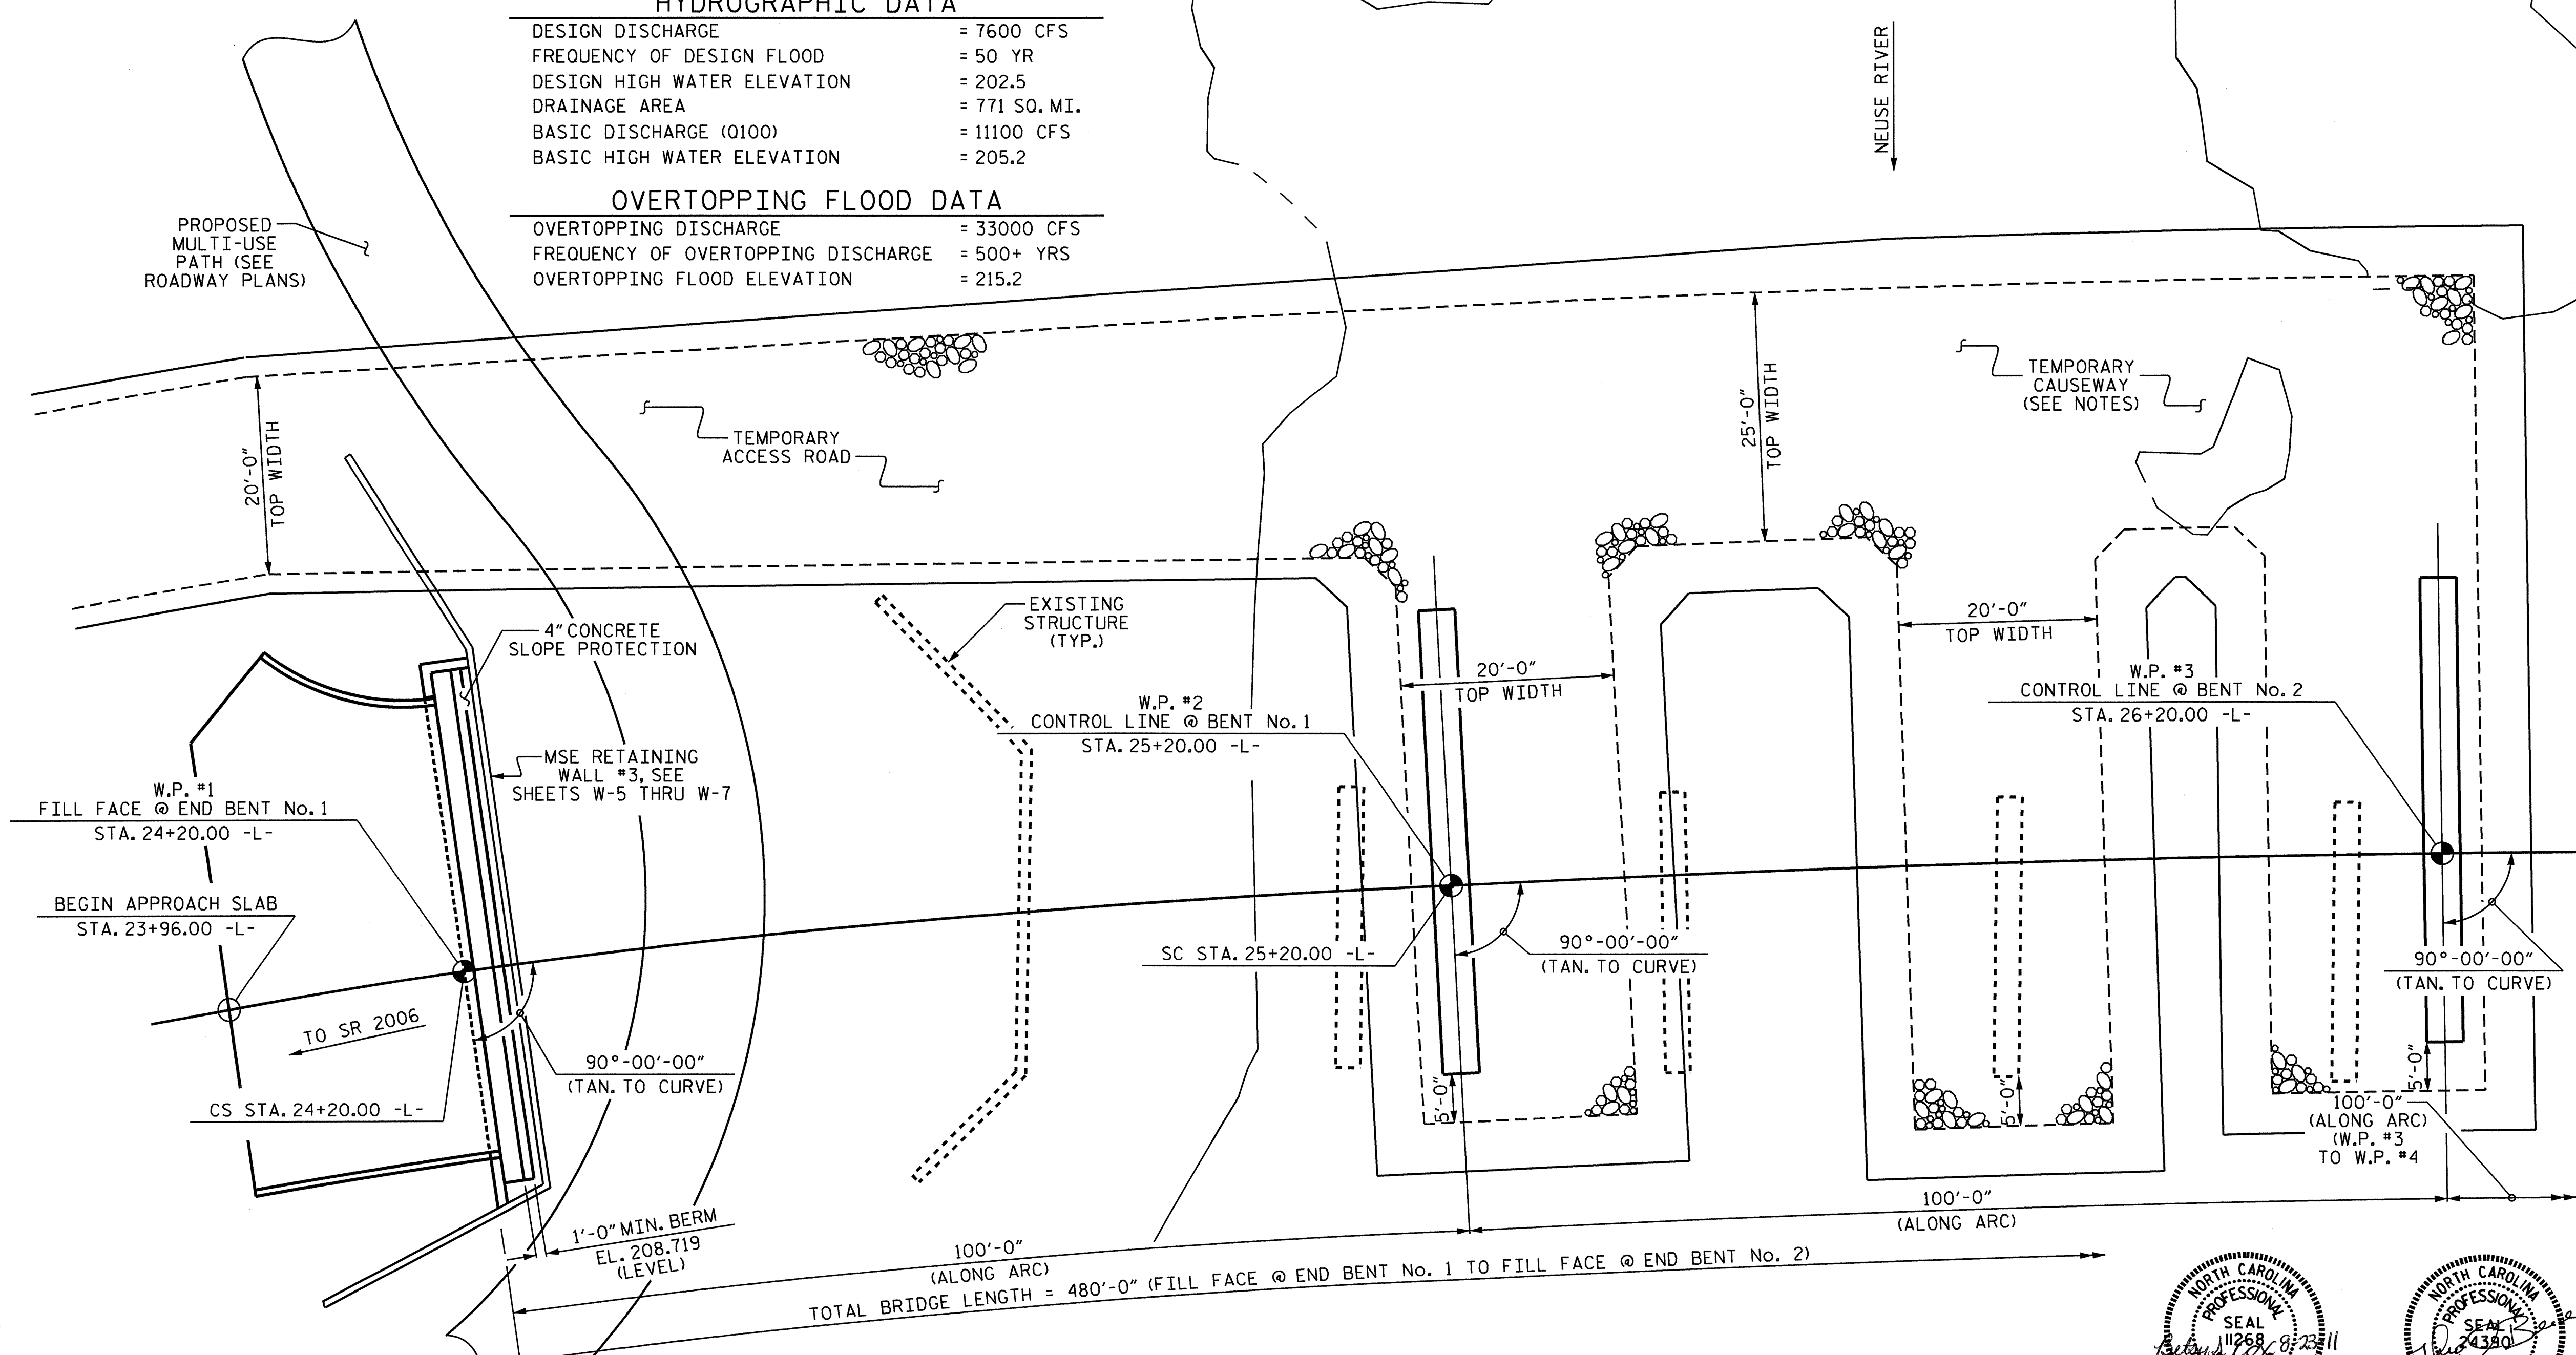 HYDROGRAPHIC DATA
DESIGN DISCHARGE = 7600 CFS
FREQUENCY OF DESIGN FLOOD = 50 YR
DESIGN HIGH WATER ELEVATION = 202.5
DRAINAGE AREA = 771 SQ. MI.
BASIC DISCHARGE (Q100) = 11100 CFS
BASIC HIGH WATER ELEVATION = 205.2
OVERTOPPING FLOOD DATA
OVERTOPPING DISCHARGE = 33000 CFS
FREQUENCY OF OVERTOPPING DISCHARGE = 500+ YRS
OVERTOPPING FLOOD ELEVATION = 215.2
NEUSE RIVER
PROPOSED
MULTI-USE
PATH (SEE
ROADWAY PLANS)
20'-0"
TOP WIDTH
TEMPORARY
ACCESS ROAD
25'-0"
TOP WIDTH
TEMPORARY
CAUSEWAY
(SEE NOTES)
4" CONCRETE
SLOPE PROTECTION
EXISTING
STRUCTURE
(TYP.)
20'-0"
TOP WIDTH
20'-0"
TOP WIDTH
W.P. #3
CONTROL LINE @ BENT No. 2
STA. 26+20.00 -L-
W.P. #2
CONTROL LINE @ BENT No. 1
STA. 25+20.00 -L-
MSE RETAINING
WALL #3, SEE
SHEETS W-5 THRU W-7
W.P. #1
FILL FACE @ END BENT No. 1
STA. 24+20.00 -L-
BEGIN APPROACH SLAB
STA. 23+96.00 -L-
TO SR 2006
CS STA. 24+20.00 -L-
90°-00'-00"
(TAN. TO CURVE)
SC STA. 25+20.00 -L-
90°-00'-00"
(TAN. TO CURVE)
90°-00'-00"
(TAN. TO CURVE)
5'-0"
5'-0"
5'-0"
100'-0"
(ALONG ARC)
(W.P. #3
TO W.P. #4
1'-0" MIN. BERM
EL. 208.719
(LEVEL)
100'-0"
(ALONG ARC)
100'-0"
(ALONG ARC)
TOTAL BRIDGE LENGTH = 480'-0" (FILL FACE @ END BENT No. 1 TO FILL FACE @ END BENT No. 2)
NORTH CAROLINA
PROFESSIONAL
SEAL
11268
8-23-11
NORTH CAROLINA
PROFESSIONAL
SEAL
24390